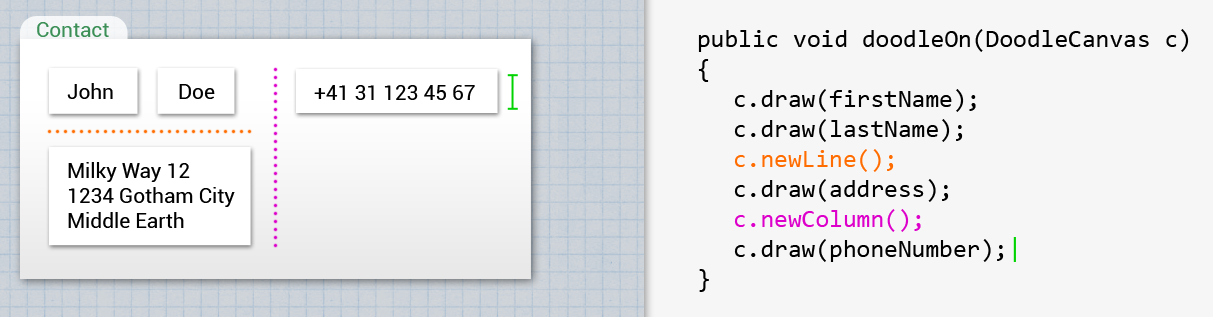 Contact
John Doe
Milky Way 12
1234 Gotham City
Middle Earth
+41 31 123 45 67
public void doodleOn(DoodleCanvas c)
{
c.draw(firstName);
c.draw(lastName);
c.newLine();
c.draw(address);
c.newColumn();
c.draw(phoneNumber);
}